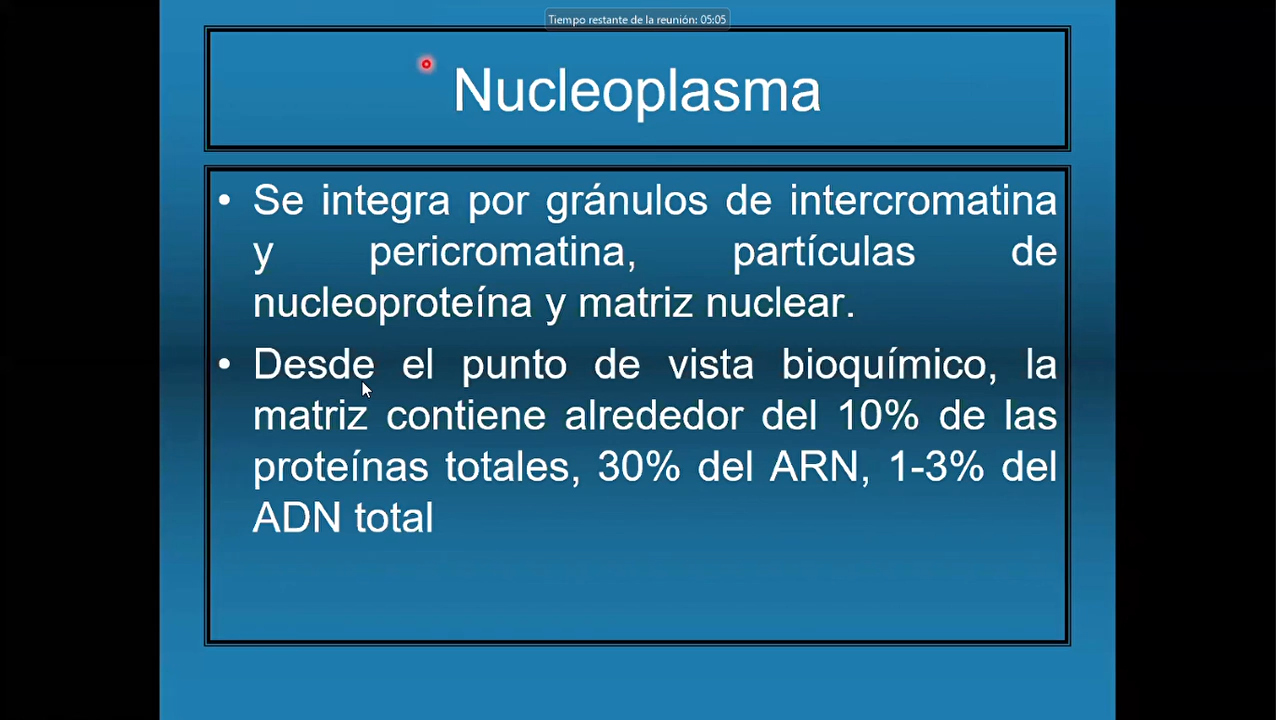 Tiempo restante de la reunión: 05:05
Nucleoplasma
• Se integra por gránulos de intercromatina
y pericromatina, partículas de
nucleoproteína y matriz nuclear.
• Desde el punto de vista bioquímico, la
matriz contiene alrededor del 10% de las
proteínas totales, 30% del ARN, 1-3% del
ADN total